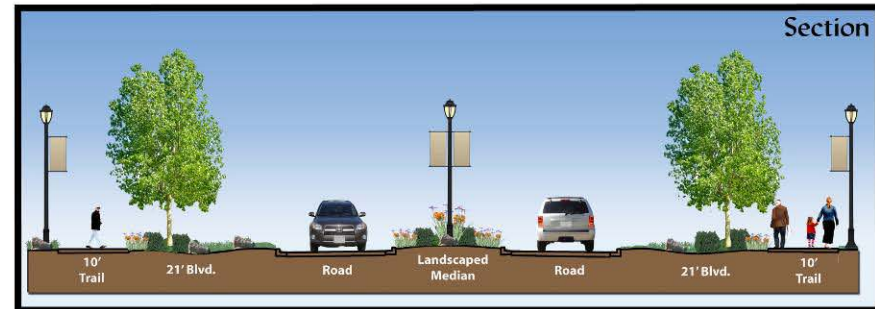 Section
10'
Trail
21' Blvd.
Road
Landscaped
Median
Road
21' Blvd.
10'
Trail